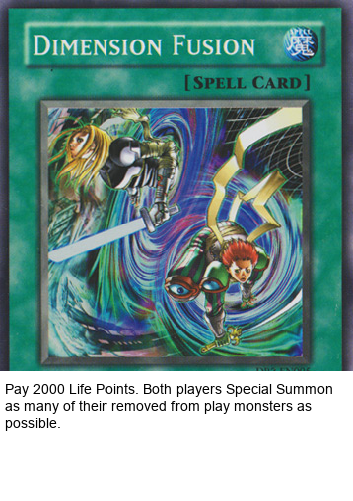 DIMENSION FUSION
魔
[SPELL CARD]
Pay 2000 Life Points. Both players Special Summon
as many of their removed from play monsters as
possible.